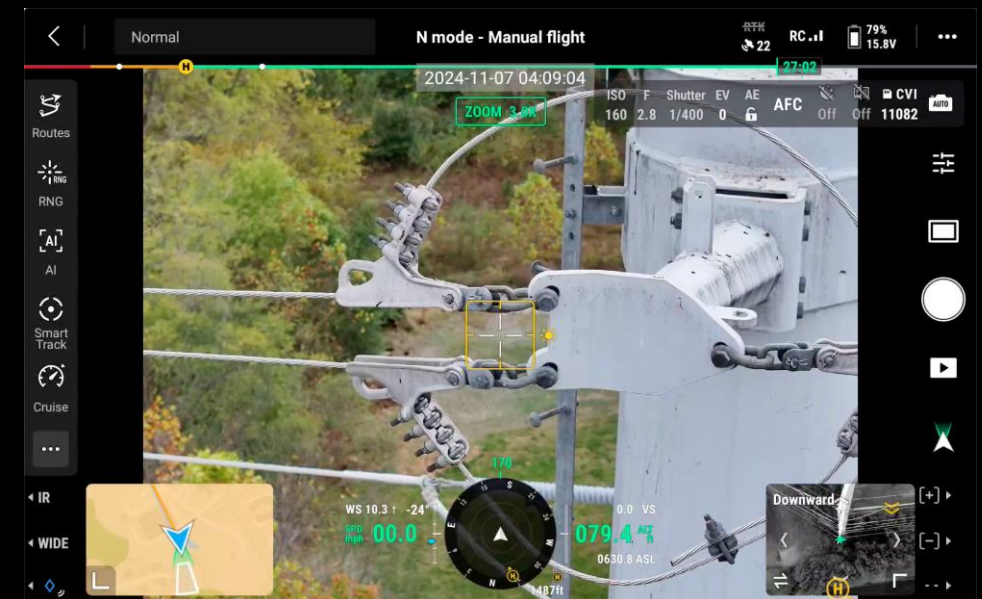 Normal
N mode - Manual flight
RTK
22
RC
79%
15.8V
27:02
2024-11-07 04:09:04
ZOOM 3.0X
ISO F Shutter EV AE
160 2.8 1/400 0
AFC
Off
Off
CVI
11082
AUTO
Routes
RNG
RNG
AI
AI
Smart
Track
Cruise
IR
WIDE
170
S
E
W
N
WS 10.3 ↑ -24°
SPD
mph
00.0
0.0 VS
079.4
ALT
ft
0630.8 ASL
H
H
H
487ft
Downward
H